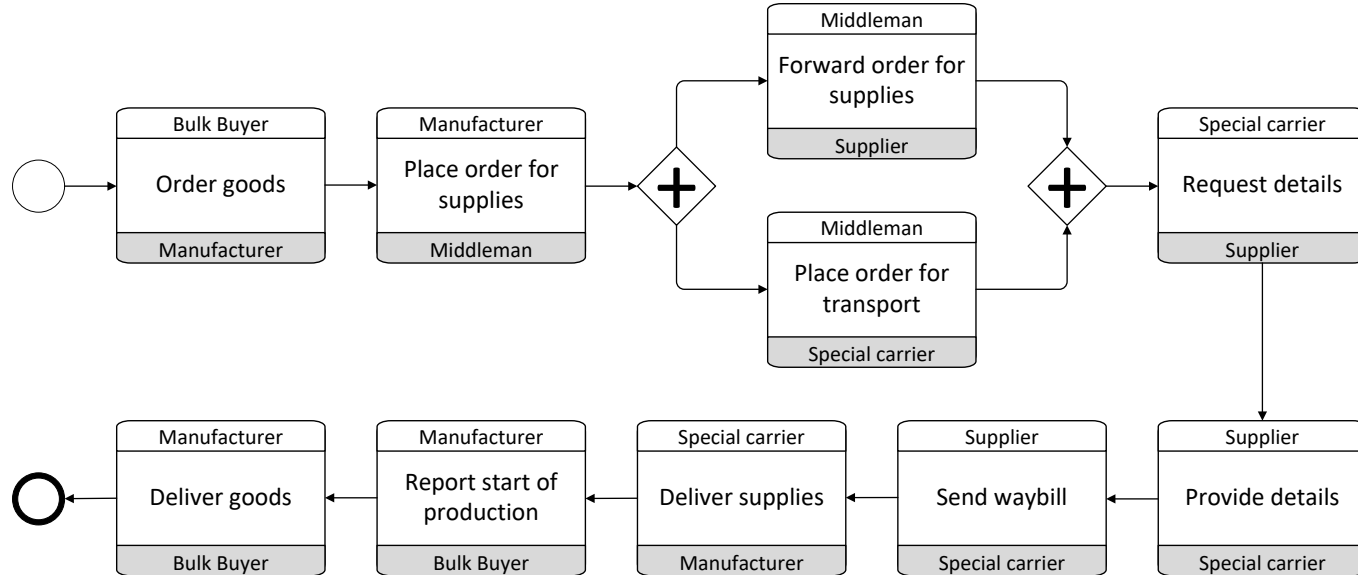 Bulk Buyer
Order goods
Manufacturer
Manufacturer
Place order for
supplies
Middleman
Middleman
Forward order for
supplies
Supplier
Middleman
Place order for
transport
Special carrier
Special carrier
Request details
Supplier
Supplier
Provide details
Special carrier
Supplier
Send waybill
Special carrier
Special carrier
Deliver supplies
Manufacturer
Manufacturer
Report start of
production
Bulk Buyer
Manufacturer
Deliver goods
Bulk Buyer